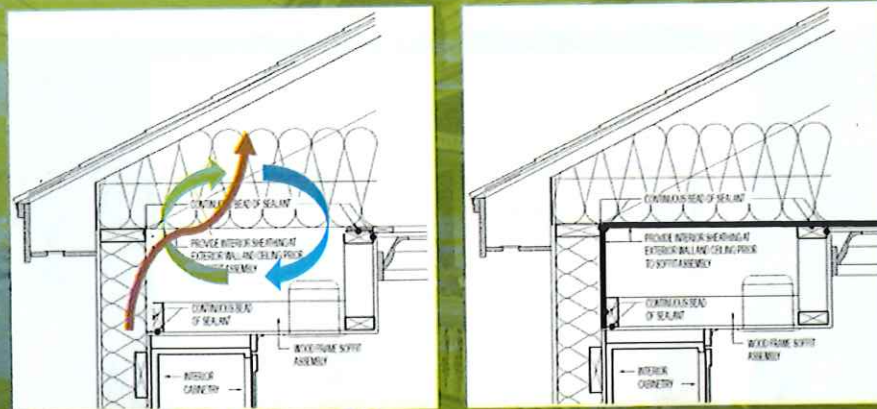 CONTINUOUS BEAD OF SEALANT
PROVIDE INTERIOR SHEATHING AT
EXTERIOR WALL AND CEILING PRIOR
ASSEMBLY
CONTINUOUS BEAD
OF SEALANT
WOOD FRAME SOFFIT
ASSEMBLY
INTERIOR
CABINETRY
CONTINUOUS BEAD OF SEALANT
PROVIDE INTERIOR SHEATHING AT
EXTERIOR WALL AND CEILING PRIOR
TO SOFFIT ASSEMBLY
CONTINUOUS BEAD
OF SEALANT
WOOD FRAME SOFFIT
ASSEMBLY
INTERIOR
CABINETRY